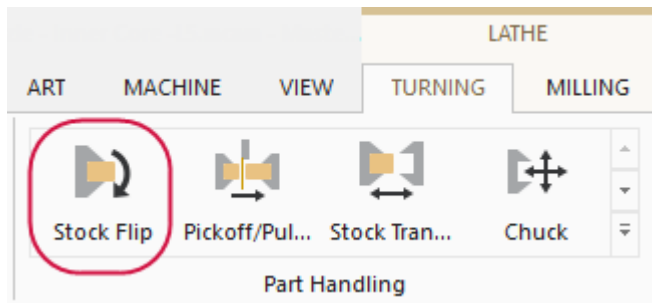 LATHE
ART MACHINE VIEW TURNING MILLING
Stock Flip Pickoff/Pul... Stock Tran... Chuck
Part Handling